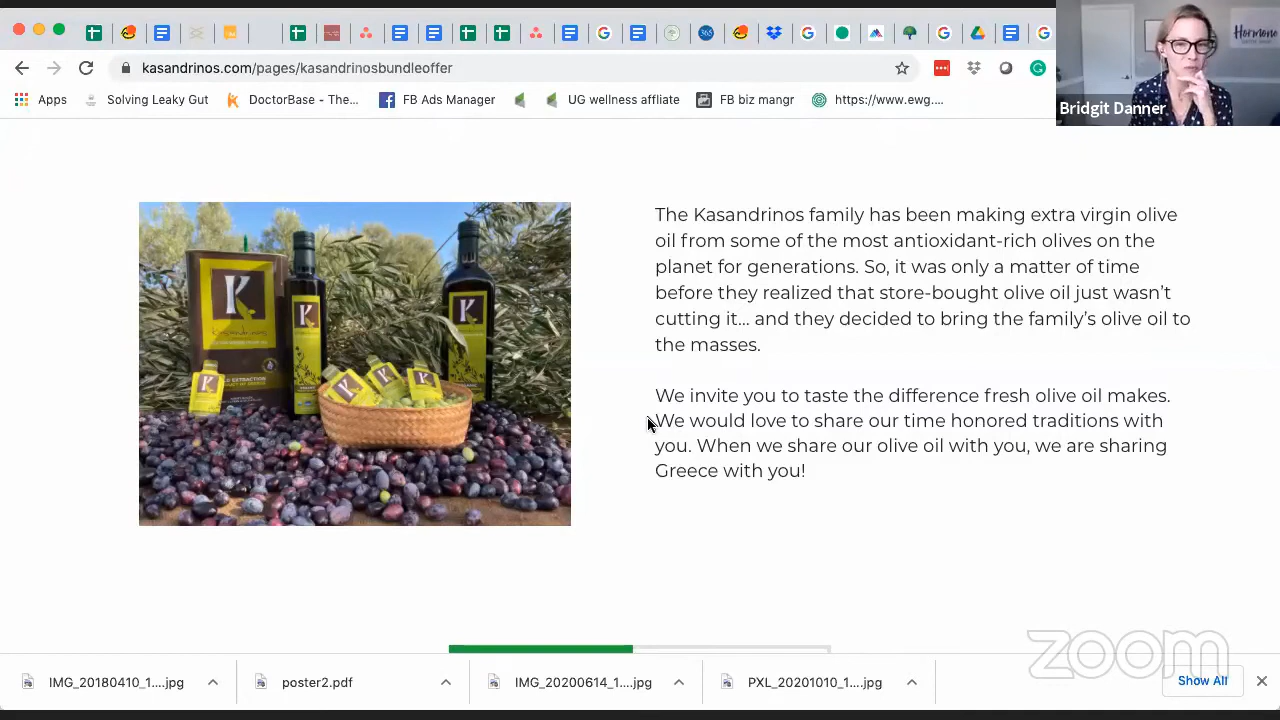 kasandrinos.com/pages/kasandrinosbundleoffer
Apps
Solving Leaky Gut
DoctorBase - The...
FB Ads Manager
UG wellness affliate
FB biz mangr
https://www.ewg....
365
Hormone
Bridgit Danner
K
K
K
K
K
K
K
ORGANIC
The Kasandrinos family has been making extra virgin olive
oil from some of the most antioxidant-rich olives on the
planet for generations. So, it was only a matter of time
before they realized that store-bought olive oil just wasn't
cutting it... and they decided to bring the family's olive oil to
the masses.
We invite you to taste the difference fresh olive oil makes.
We would love to share our time honored traditions with
you. When we share our olive oil with you, we are sharing
Greece with you!
zoom
IMG_20180410_1....jpg
poster2.pdf
IMG_20200614_1....jpg
PXL_20201010_1....jpg
Show All